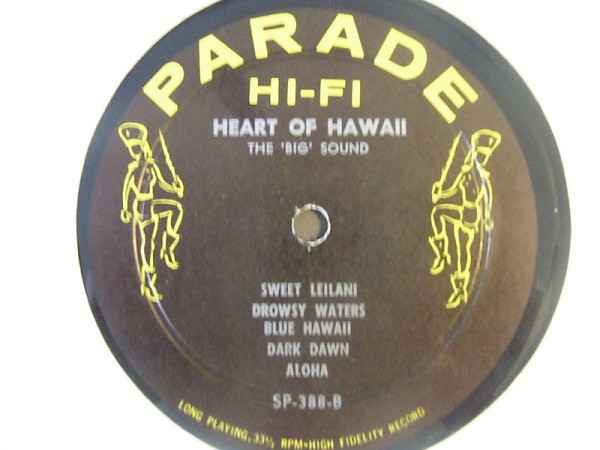 PARADE
HI-FI
HEART OF HAWAII
THE 'BIG' SOUND
SWEET LEILANI
DROWSY WATERS
BLUE HAWAII
DARK DAWN
ALOHA
SP-388-B
LONG PLAYING, 33⅓ RPM-HIGH FIDELITY RECORD